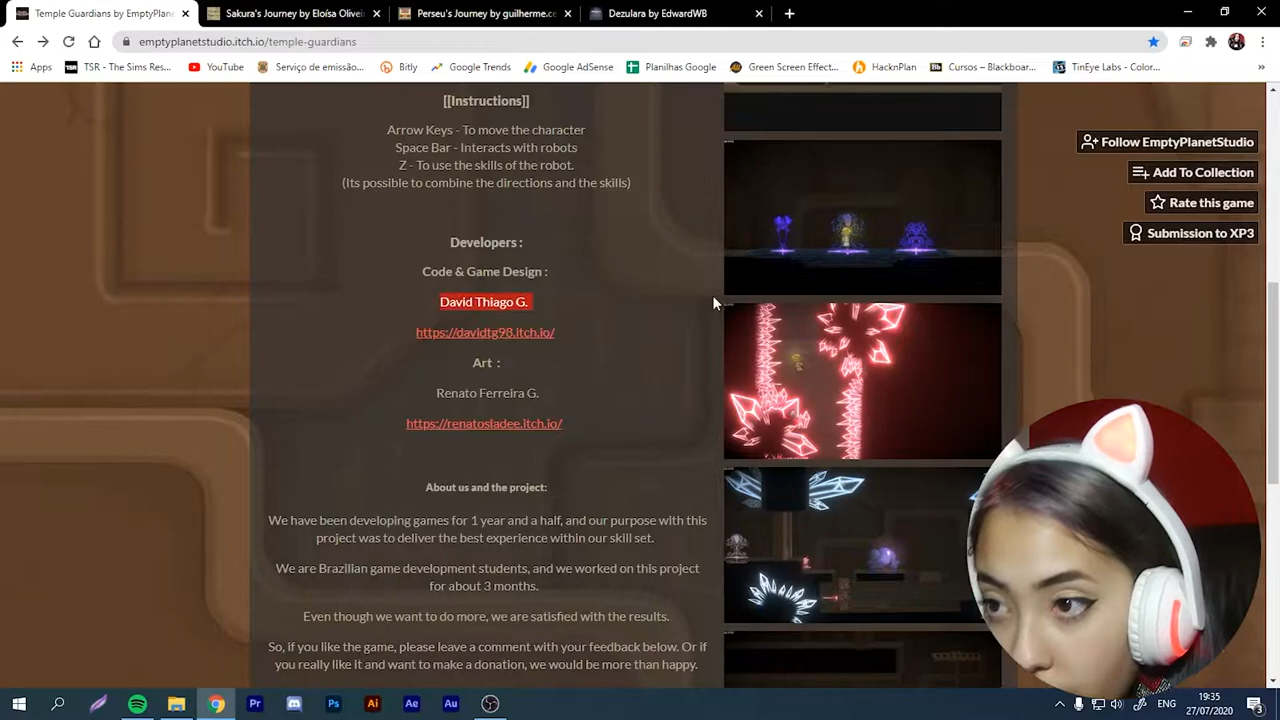 Temple Guardians by EmptyPlane
Sakura's Journey by Eloísa Oliveir
Perseu's Journey by guilherme.ce
Dezulara by EdwardWB
emptyplanetstudio.itch.io/temple-guardians
Apps
TSR - The Sims Res...
YouTube
Serviço de emissão...
Bitly
Google Trends
Google AdSense
Planilhas Google
Green Screen Effect...
HacknPlan
Cursos – Blackboar...
TinEye Labs - Color...
[[Instructions]]
Arrow Keys - To move the character
Space Bar - Interacts with robots
Z - To use the skills of the robot.
(Its possible to combine the directions and the skills)
Developers :
Code & Game Design :
David Thiago G.
https://davidtg98.itch.io/
Art :
Renato Ferreira G.
https://renatosladee.itch.io/
About us and the project:
We have been developing games for 1 year and a half, and our purpose with this
project was to deliver the best experience within our skill set.
We are Brazilian game development students, and we worked on this project
for about 3 months.
Even though we want to do more, we are satisfied with the results.
So, if you like the game, please leave a comment with your feedback below. Or if
you really like it and want to make a donation, we would be more than happy.
Follow EmptyPlanetStudio
Add To Collection
Rate this game
Submission to XP3
Pr
Ps
Ai
Ae
Au
ENG
19:35
27/07/2020
3